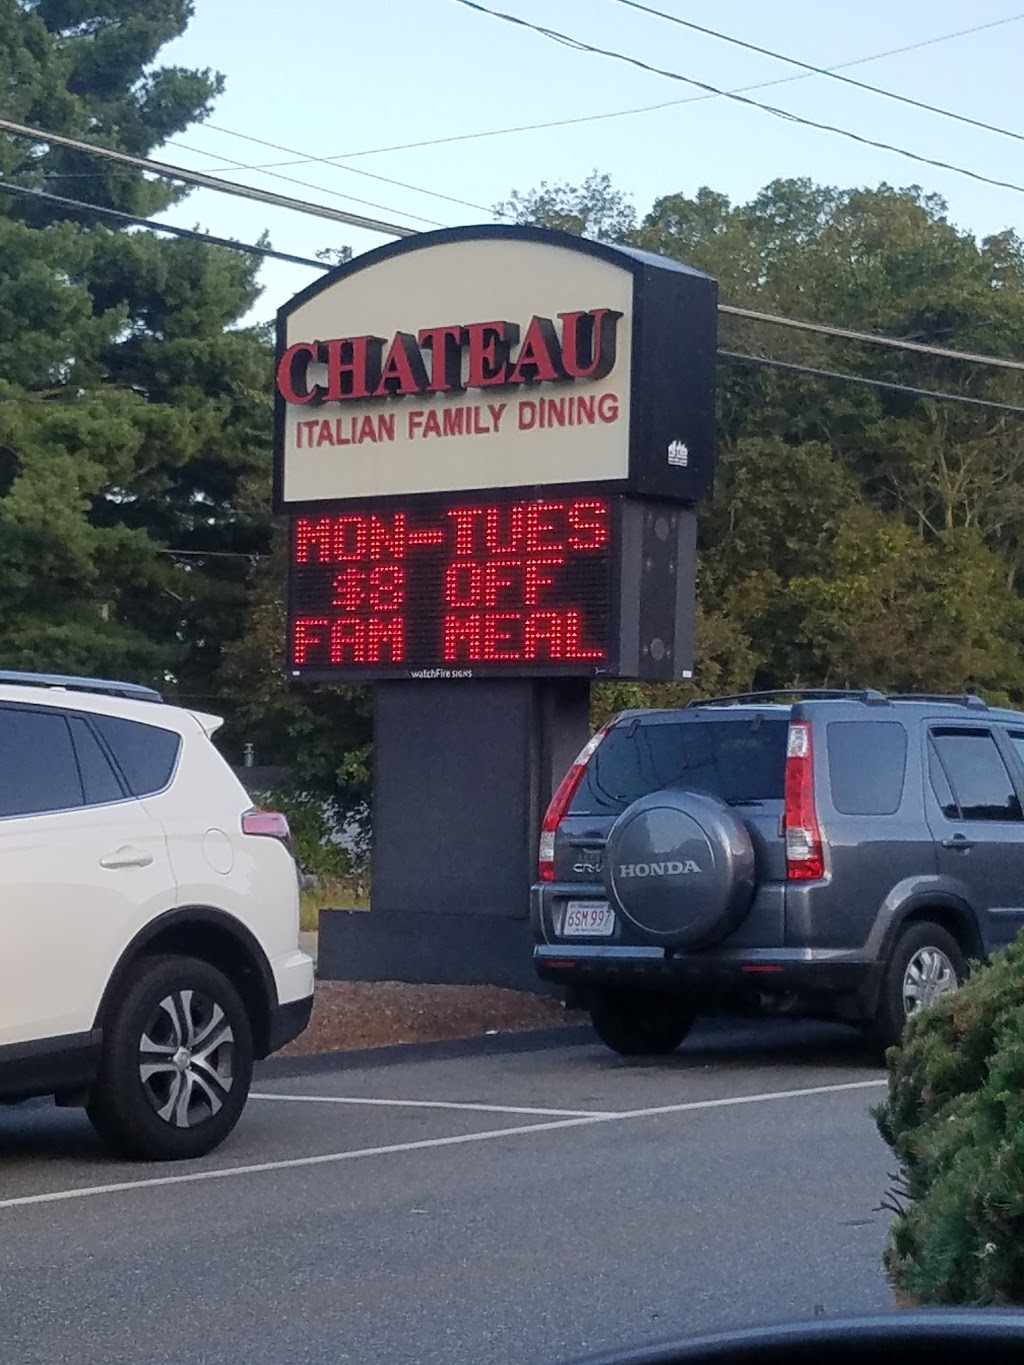 CHATEAU
ITALIAN FAMILY DINING
MON-TUES
$8 OFF
FAM MEAL
watchFire SIGNS
HONDA
CR-V
6SM 997